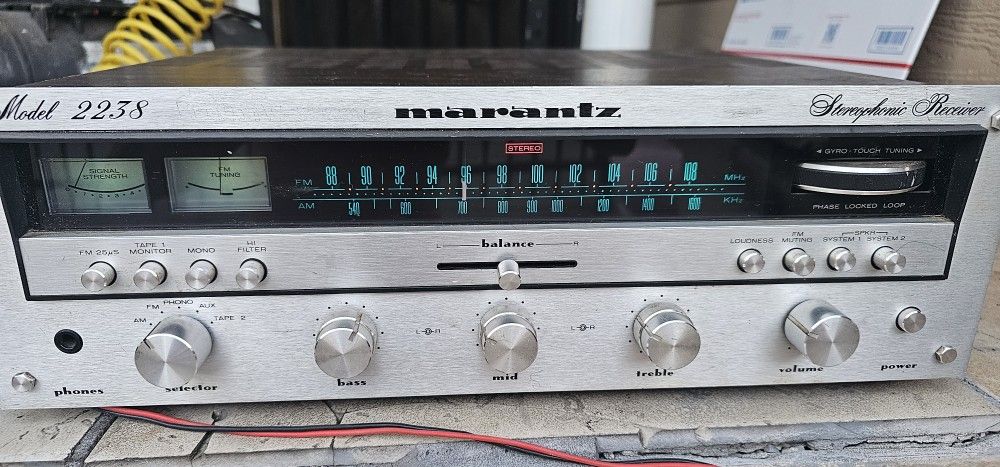 Model 2238
marantz
Stereophonic Receiver
SIGNAL STRENGTH
1 2 3
FM TUNING
STEREO
FM 88 90 92 94 96 98 100 102 104 106 108 MHz
AM 540 600 700 800 900 1000 1200 1400 1600 KHz
GYRO-TOUCH TUNING
PHASE LOCKED LOOP
FM 25µS
TAPE 1 MONITOR
MONO
HI FILTER
L balance R
LOUDNESS
FM MUTING
SPKR
SYSTEM 1 SYSTEM 2
AM FM PHONO AUX TAPE 2
L R
L R
phones
selector
bass
mid
treble
volume
power